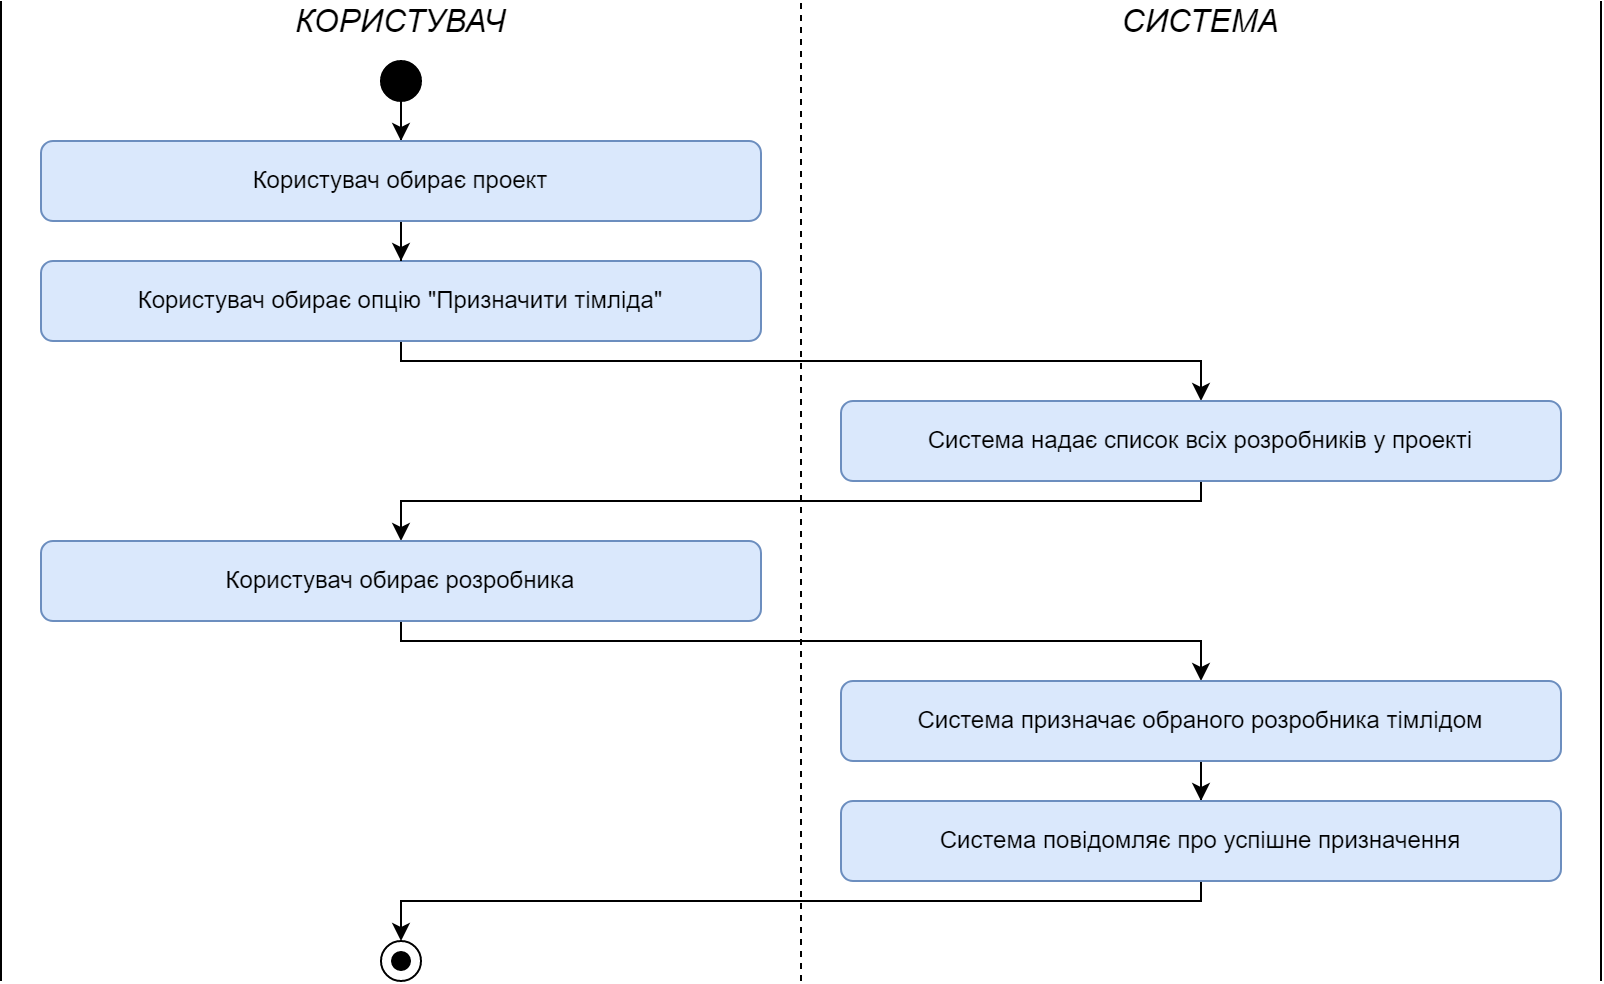 КОРИСТУВАЧ
СИСТЕМА
Користувач обирає проект
Користувач обирає опцію "Призначити тімліда"
Система надає список всіх розробників у проекті
Користувач обирає розробника
Система призначає обраного розробника тімлідом
Система повідомляє про успішне призначення